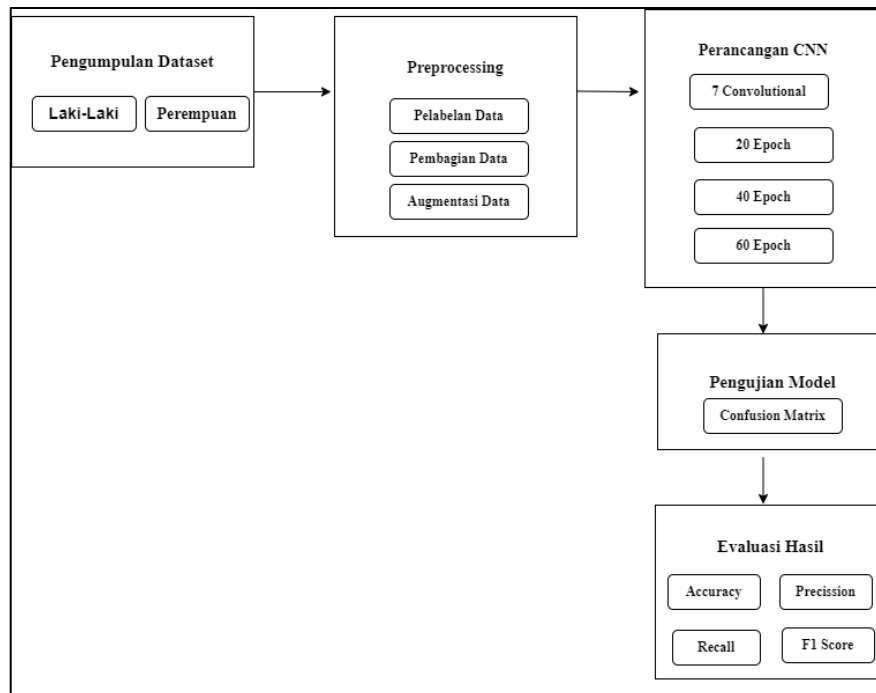 Pengumpulan Dataset
Laki-Laki
Perempuan
Preprocessing
Pelabelan Data
Pembagian Data
Augmentasi Data
Perancangan CNN
7 Convolutional
20 Epoch
40 Epoch
60 Epoch
Pengujian Model
Confusion Matrix
Evaluasi Hasil
Accuracy
Precission
Recall
F1 Score